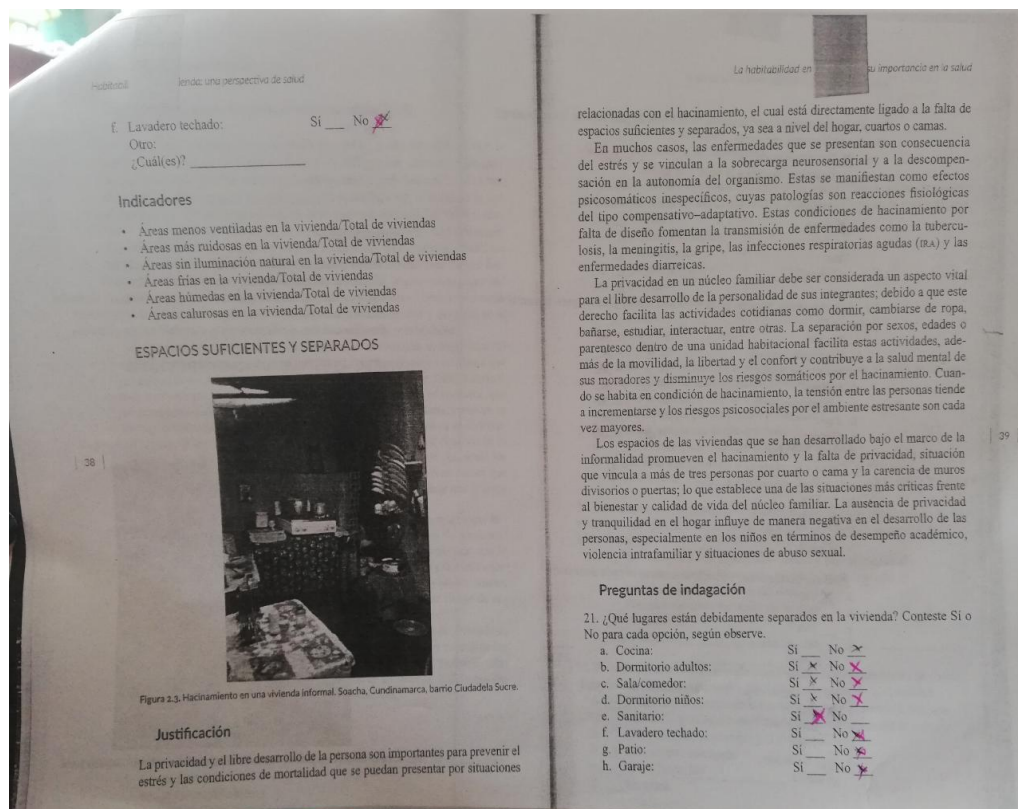 lenda: una perspectiva de salud
f. Lavadero techado: Si ___ No X
Otro:
¿Cuál(es)? ___
Indicadores
• Áreas menos ventiladas en la vivienda/Total de viviendas
• Áreas más ruidosas en la vivienda/Total de viviendas
• Áreas sin iluminación natural en la vivienda/Total de viviendas
• Áreas frías en la vivienda/Total de viviendas
• Áreas húmedas en la vivienda/Total de viviendas
• Áreas calurosas en la vivienda/Total de viviendas
ESPACIOS SUFICIENTES Y SEPARADOS
38
Figura 2.3. Hacinamiento en una vivienda informal. Soacha, Cundinamarca, barrio Ciudadela Sucre.
Justificación
La privacidad y el libre desarrollo de la persona son importantes para prevenir el
estrés y las condiciones de mortalidad que se puedan presentar por situaciones
La habitabilidad en su importancia en la salud
relacionadas con el hacinamiento, el cual está directamente ligado a la falta de
espacios suficientes y separados, ya sea a nivel del hogar, cuartos o camas.
En muchos casos, las enfermedades que se presentan son consecuencia
del estrés y se vinculan a la sobrecarga neurosensorial y a la descompen-
sación en la autonomía del organismo. Estas se manifiestan como efectos
psicosomáticos inespecíficos, cuyas patologías son reacciones fisiológicas
del tipo compensativo–adaptativo. Estas condiciones de hacinamiento por
falta de diseño fomentan la transmisión de enfermedades como la tubercu-
losis, la meningitis, la gripe, las infecciones respiratorias agudas (IRA) y las
enfermedades diarreicas.
La privacidad en un núcleo familiar debe ser considerada un aspecto vital
para el libre desarrollo de la personalidad de sus integrantes; debido a que este
derecho facilita las actividades cotidianas como dormir, cambiarse de ropa,
bañarse, estudiar, interactuar, entre otras. La separación por sexos, edades o
parentesco dentro de una unidad habitacional facilita estas actividades, ade-
más de la movilidad, la libertad y el confort y contribuye a la salud mental de
sus moradores y disminuye los riesgos somáticos por el hacinamiento. Cuan-
do se habita en condición de hacinamiento, la tensión entre las personas tiende
a incrementarse y los riesgos psicosociales por el ambiente estresante son cada
vez mayores.
Los espacios de las viviendas que se han desarrollado bajo el marco de la
informalidad promueven el hacinamiento y la falta de privacidad, situación
que vincula a más de tres personas por cuarto o cama y la carencia de muros
divisorios o puertas; lo que establece una de las situaciones más críticas frente
al bienestar y calidad de vida del núcleo familiar. La ausencia de privacidad
y tranquilidad en el hogar influye de manera negativa en el desarrollo de las
personas, especialmente en los niños en términos de desempeño académico,
violencia intrafamiliar y situaciones de abuso sexual.
39
Preguntas de indagación
21. ¿Qué lugares están debidamente separados en la vivienda? Conteste Si o
No para cada opción, según observe.
a. Cocina: Si ___ No X
b. Dormitorio adultos: Si X No X
c. Sala/comedor: Si X No X
d. Dormitorio niños: Si X No X
e. Sanitario: Si X No ___
f. Lavadero techado: Si ___ No X
g. Patio: Si ___ No X
h. Garaje: Si ___ No X